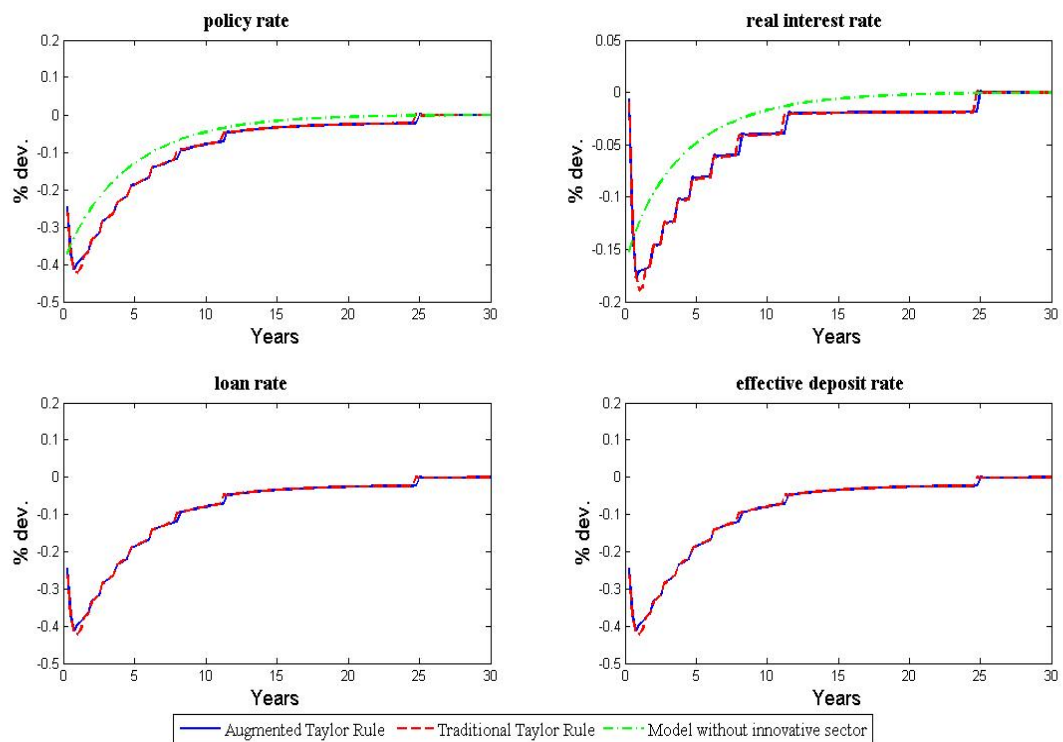 policy rate
real interest rate
0.2
0.1
0
-0.1
-0.2
-0.3
-0.4
-0.5
% dev.
0 5 10 15 20 25 30
Years
0.05
0
-0.05
-0.1
-0.15
-0.2
% dev.
0 5 10 15 20 25 30
Years
loan rate
effective deposit rate
0.2
0.1
0
-0.1
-0.2
-0.3
-0.4
-0.5
% dev.
0 5 10 15 20 25 30
Years
0.2
0.1
0
-0.1
-0.2
-0.3
-0.4
-0.5
% dev.
0 5 10 15 20 25 30
Years
Augmented Taylor Rule Traditional Taylor Rule Model without innovative sector